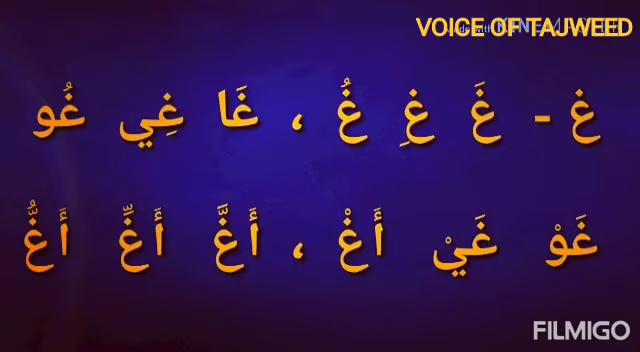 VOICE OF TAJWEED
غ - غَ غِ غُ ، غَا غِي غُو
غَوْ غَيْ أَغْ ، أَغَّ أَغِّ أَغُّ
FILMIGO